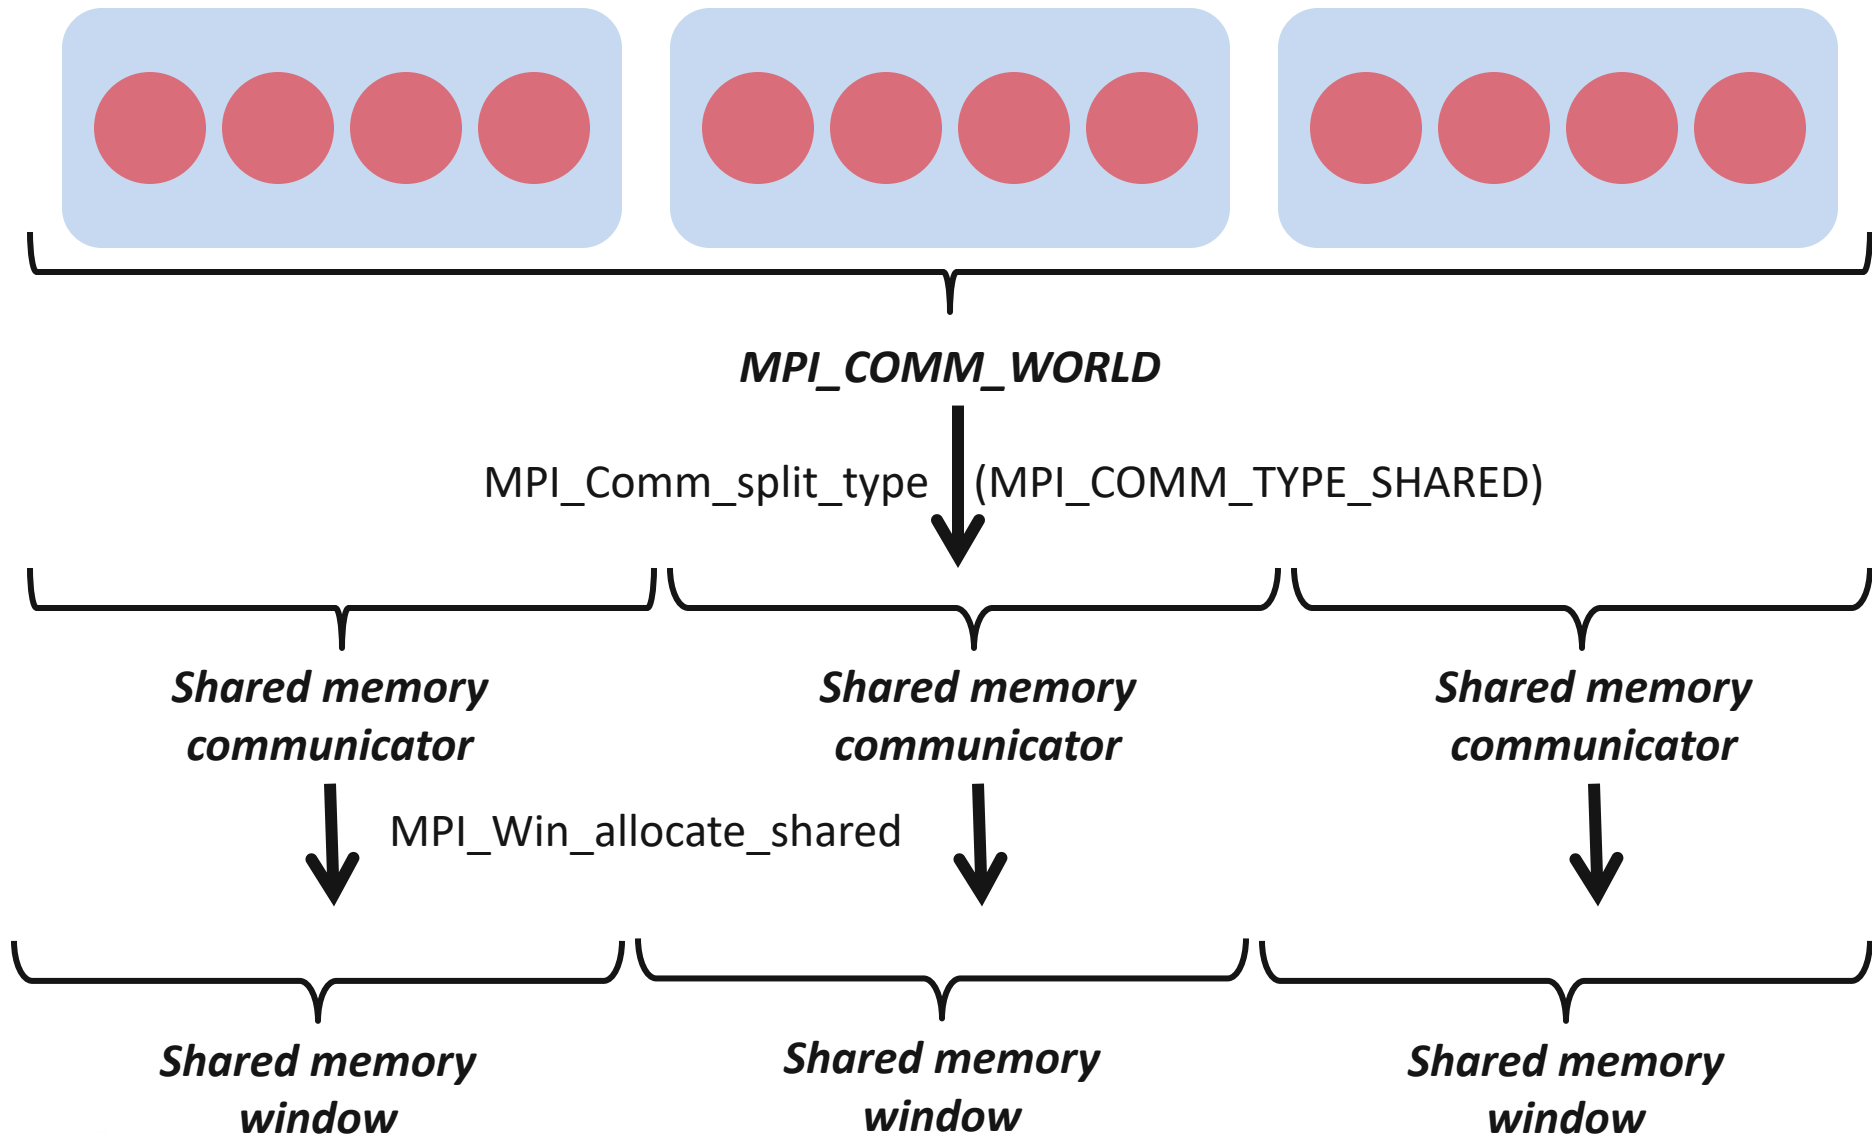 MPI_COMM_WORLD
MPI_Comm_split_type (MPI_COMM_TYPE_SHARED)
Shared memory
communicator
Shared memory
communicator
Shared memory
communicator
MPI_Win_allocate_shared
Shared memory
window
Shared memory
window
Shared memory
window